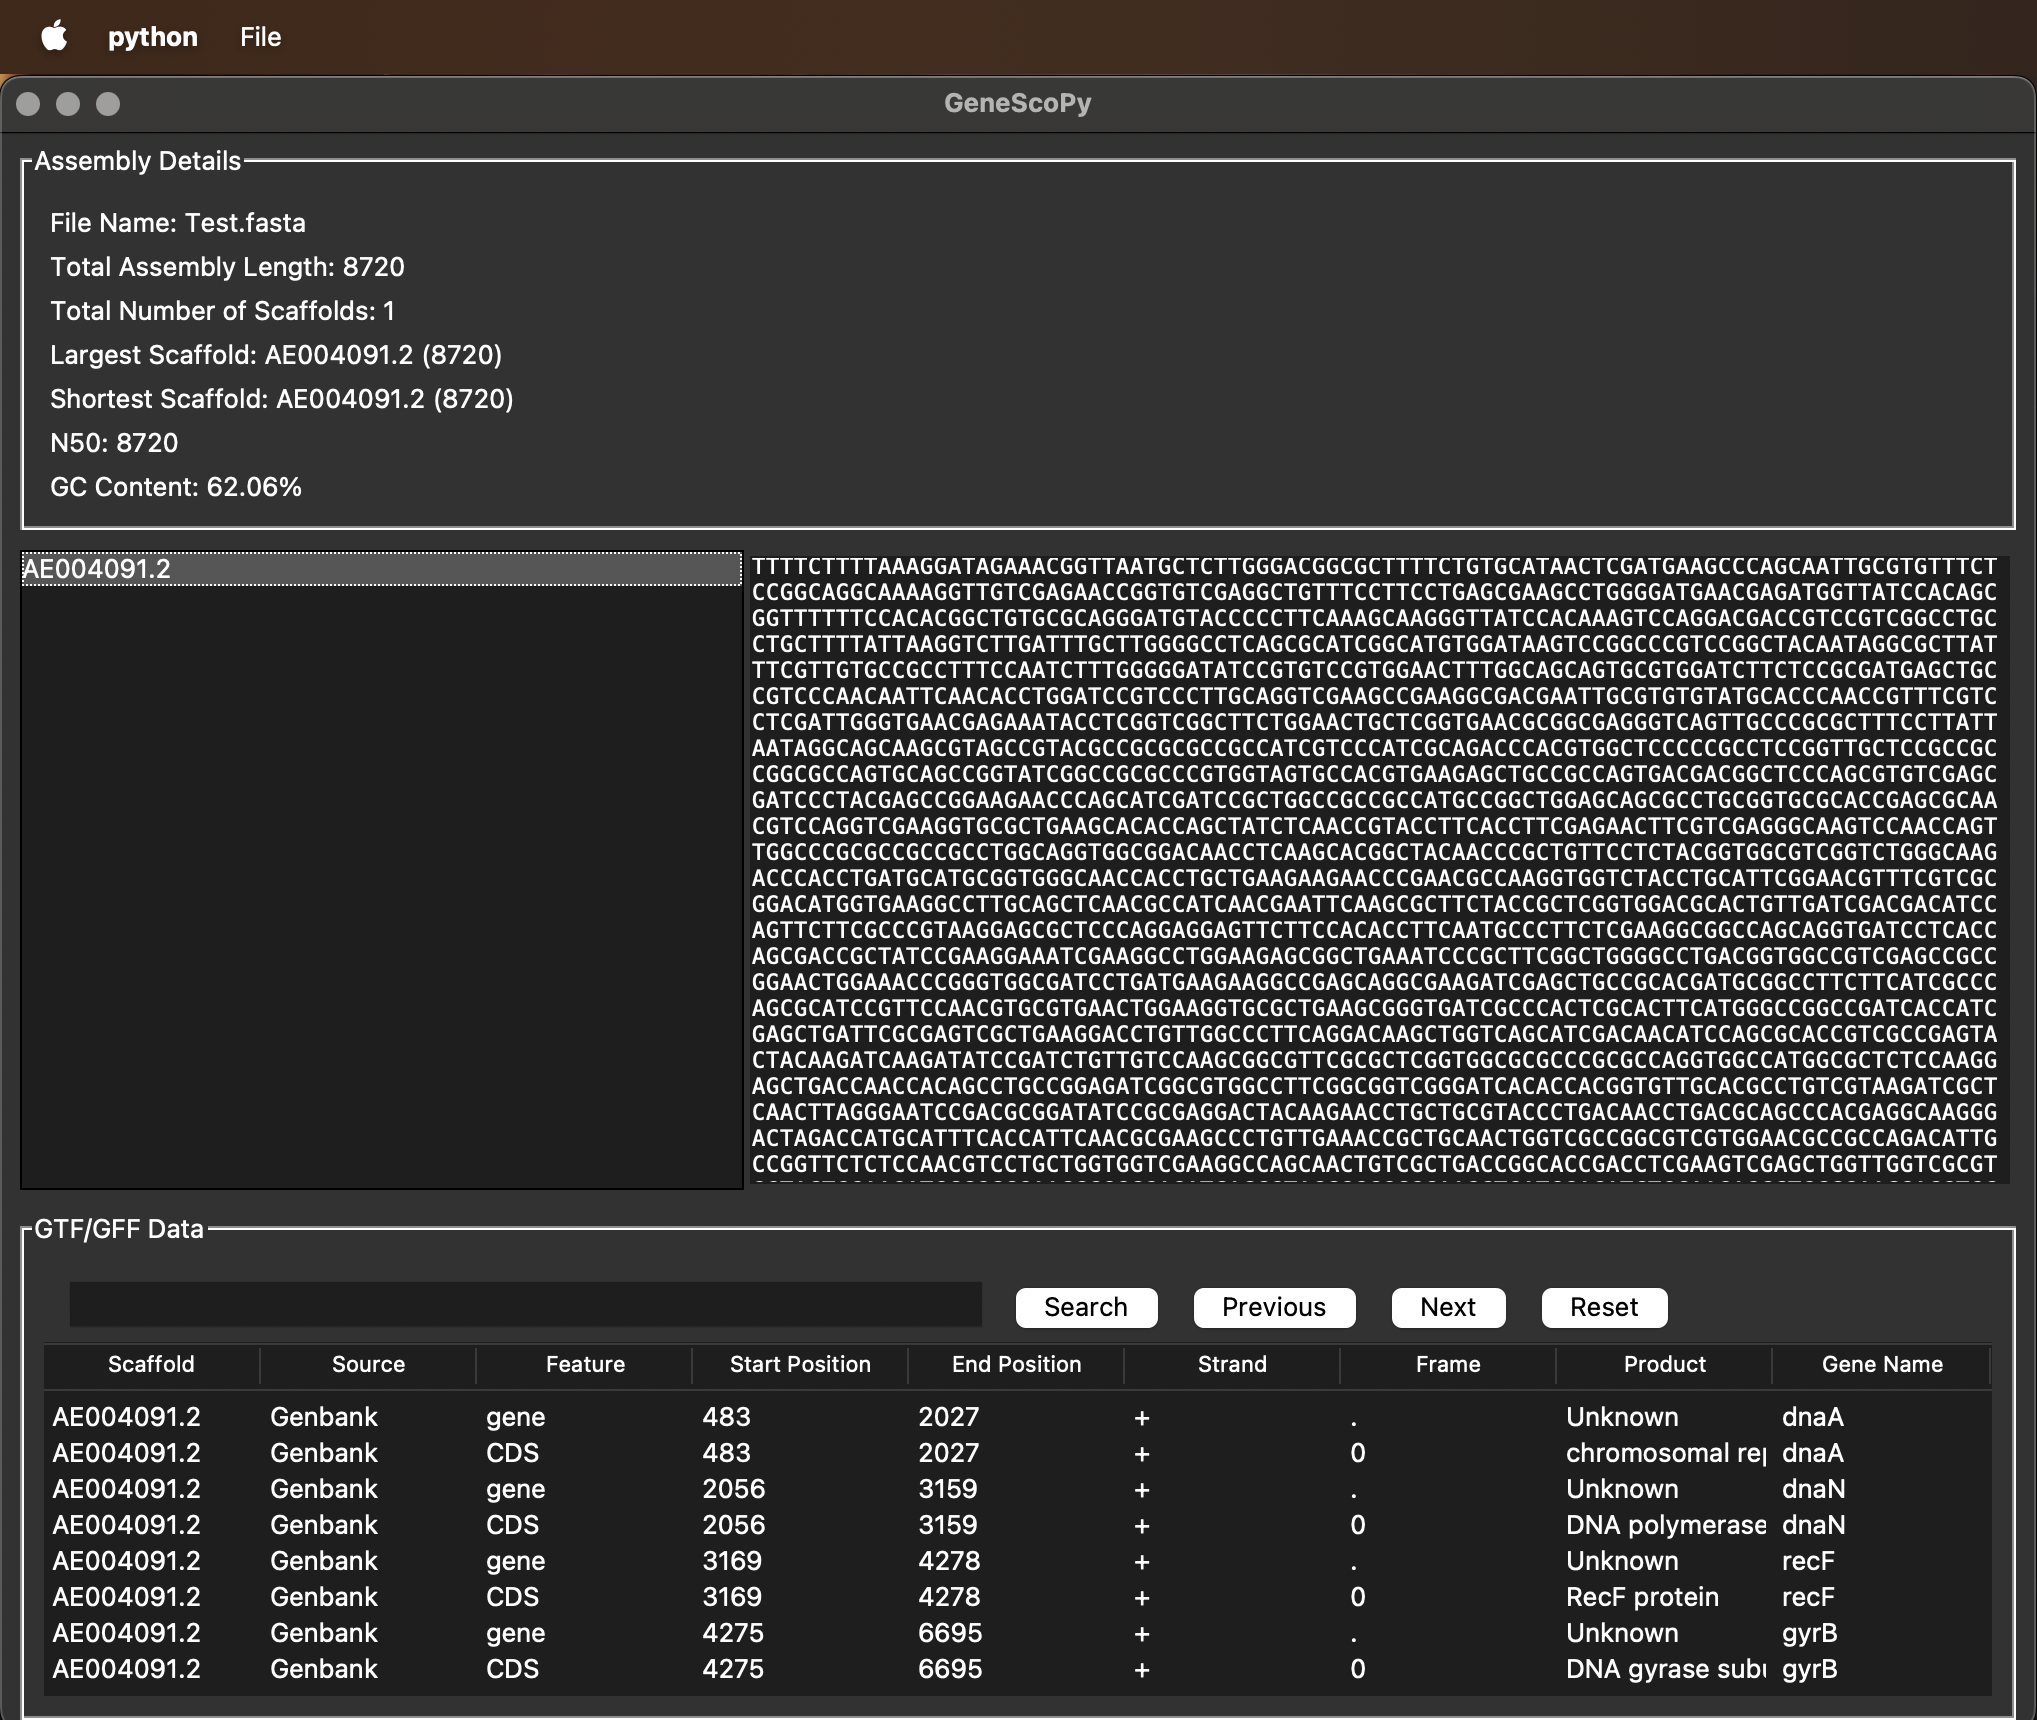 python File
GeneScoPy
Assembly Details
File Name: Test.fasta
Total Assembly Length: 8720
Total Number of Scaffolds: 1
Largest Scaffold: AE004091.2 (8720)
Shortest Scaffold: AE004091.2 (8720)
N50: 8720
GC Content: 62.06%
AE004091.2
TTTTCTTTTAAAGGATAGAAACGGTTAATGCTCTTGGGACGGCGCTTTTCTGTGCATAACTCGATGAAGCCCAGCAATTGCGTGTTTCT
CCGGCAGGCAAAAGGTTGTCGAGAACCGGTGTCGAGGCTGTTTCCTTCCTGAGCGAAGCCTGGGGATGAACGAGATGGTTATCCACAGC
GGTTTTTTCCACACGGCTGTGCGCAGGGATGTACCCCCTTCAAAGCAAGGGTTATCCACAAAGTCCAGGACGACCGTCCGTCGGCCTGC
CTGCTTTTATTAAGGTCTTGATTTGCTTGGGGCCTCAGCGCATCGGCATGTGGATAAGTCCGGCCCGTCCGGCTACAATAGGCGCTTAT
TTCGTTGTGCCGCCTTTCCAATCTTTGGGGGATATCCGTGTCCGTGGAACTTTGGCAGCAGTGCGTGGATCTTCTCCGCGATGAGCTGC
CGTCCCAACAATTCAACACCTGGATCCGTCCCTTGCAGGTCGAAGCCGAAGGCGACGAATTGCGTGTGTATGCACCCAACCGTTTCGTC
CTCGATTGGGTGAACGAGAAATACCTCGGTCGGCTTCTGGAACTGCTCGGTGAACGCGGCGAGGGTCAGTTGCCCGCGCTTTCCTTATT
AATAGGCAGCAAGCGTAGCCGTACGCCGCGCGCCGCCATCGTCCCATCGCAGACCCACGTGGCTCCCCCGCCTCCGGTTGCTCCGCCGC
CGGCGCCAGTGCAGCCGGTATCGGCCGCGCCCGTGGTAGTGCCACGTGAAGAGCTGCCGCCAGTGACGACGGCTCCCAGCGTGTCGAGC
GATCCCTACGAGCCGGAAGAACCCAGCATCGATCCGCTGGCCGCCGCCATGCCGGCTGGAGCAGCGCCTGCGGTGCGCACCGAGCGCAA
CGTCCAGGTCGAAGGTGCGCTGAAGCACACCAGCTATCTCAACCGTACCTTCACCTTCGAGAACTTCGTCGAGGGCAAGTCCAACCAGT
TGGCCCGCGCCGCCGCCTGGCAGGTGGCGGACAACCTCAAGCACGGCTACAACCCGCTGTTCCTCTACGGTGGCGTCGGTCTGGGCAAG
ACCCACCTGATGCATGCGGTGGGCAACCACCTGCTGAAGAAGAACCCGAACGCCAAGGTGGTCTACCTGCATTCGGAACGTTTCGTCGC
GGACATGGTGAAGGCCTTGCAGCTCAACGCCATCAACGAATTCAAGCGCTTCTACCGCTCGGTGGACGCACTGTTGATCGACGACATCC
AGTTCTTCGCCCGTAAGGAGCGCTCCCAGGAGGAGTTCTTCCACACCTTCAATGCCCTTCTCGAAGGCGGCCAGCAGGTGATCCTCACC
AGCGACCGCTATCCGAAGGAAATCGAAGGCCTGGAAGAGCGGCTGAAATCCCGCTTCGGCTGGGGCCTGACGGTGGCCGTCGAGCCGCC
GGAACTGGAAACCCGGGTGGCGATCCTGATGAAGAAGGCCGAGCAGGCGAAGATCGAGCTGCCGCACGATGCGGCCTTCTTCATCGCCC
AGCGCATCCGTTCCAACGTGCGTGAACTGGAAGGTGCGCTGAAGCGGGTGATCGCCCACTCGCACTTCATGGGCCGGCCGATCACCATC
GAGCTGATTCGCGAGTCGCTGAAGGACCTGTTGGCCCTTCAGGACAAGCTGGTCAGCATCGACAACATCCAGCGCACCGTCGCCGAGTA
CTACAAGATCAAGATATCCGATCTGTTGTCCAAGCGGCGTTCGCGCTCGGTGGCGCGCCCGCGCCAGGTGGCCATGGCGCTCTCCAAGG
AGCTGACCAACCACAGCCTGCCGGAGATCGGCGTGGCCTTCGGCGGTCGGGATCACACCACGGTGTTGCACGCCTGTCGTAAGATCGCT
CAACTTAGGGAATCCGACGCGGATATCCGCGAGGACTACAAGAACCTGCTGCGTACCCTGACAACCTGACGCAGCCCACGAGGCAAGGG
ACTAGACCATGCATTTCACCATTCAACGCGAAGCCCTGTTGAAACCGCTGCAACTGGTCGCCGGCGTCGTGGAACGCCGCCAGACATTG
CCGGTTCTCTCCAACGTCCTGCTGGTGGTCGAAGGCCAGCAACTGTCGCTGACCGGCACCGACCTCGAAGTCGAGCTGGTTGGTCGCGT
GTF/GFF Data
Search Previous Next Reset
Scaffold Source Feature Start Position End Position Strand Frame Product Gene Name
AE004091.2 Genbank gene 483 2027 + . Unknown dnaA
AE004091.2 Genbank CDS 483 2027 + 0 chromosomal rep dnaA
AE004091.2 Genbank gene 2056 3159 + . Unknown dnaN
AE004091.2 Genbank CDS 2056 3159 + 0 DNA polymerase dnaN
AE004091.2 Genbank gene 3169 4278 + . Unknown recF
AE004091.2 Genbank CDS 3169 4278 + 0 RecF protein recF
AE004091.2 Genbank gene 4275 6695 + . Unknown gyrB
AE004091.2 Genbank CDS 4275 6695 + 0 DNA gyrase subu gyrB